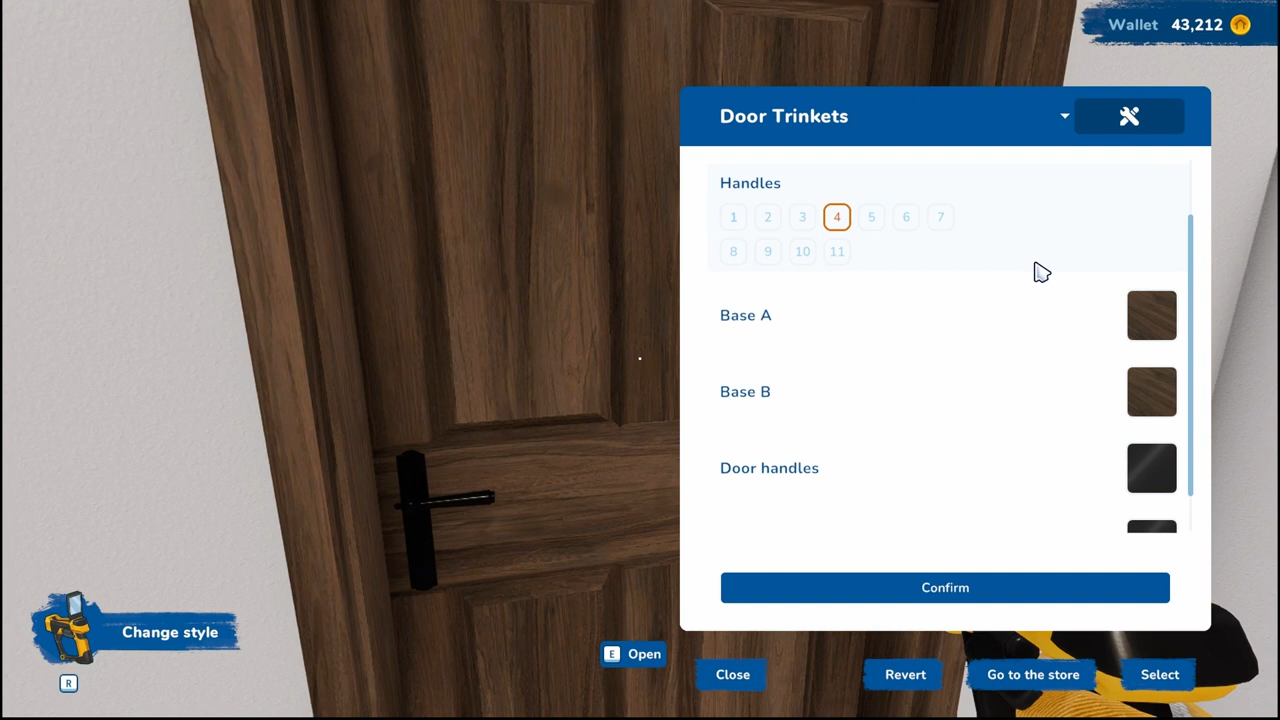 Wallet 43,212
Door Trinkets
Handles
1 2 3 4 5 6 7
8 9 10 11
Base A
Base B
Door handles
Confirm
Change style
R
E Open
Close
Revert
Go to the store
Select